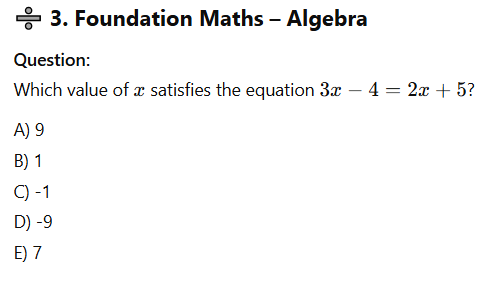 ➗ 3. Foundation Maths – Algebra
Question:
Which value of x satisfies the equation 3x − 4 = 2x + 5?
A) 9
B) 1
C) -1
D) -9
E) 7